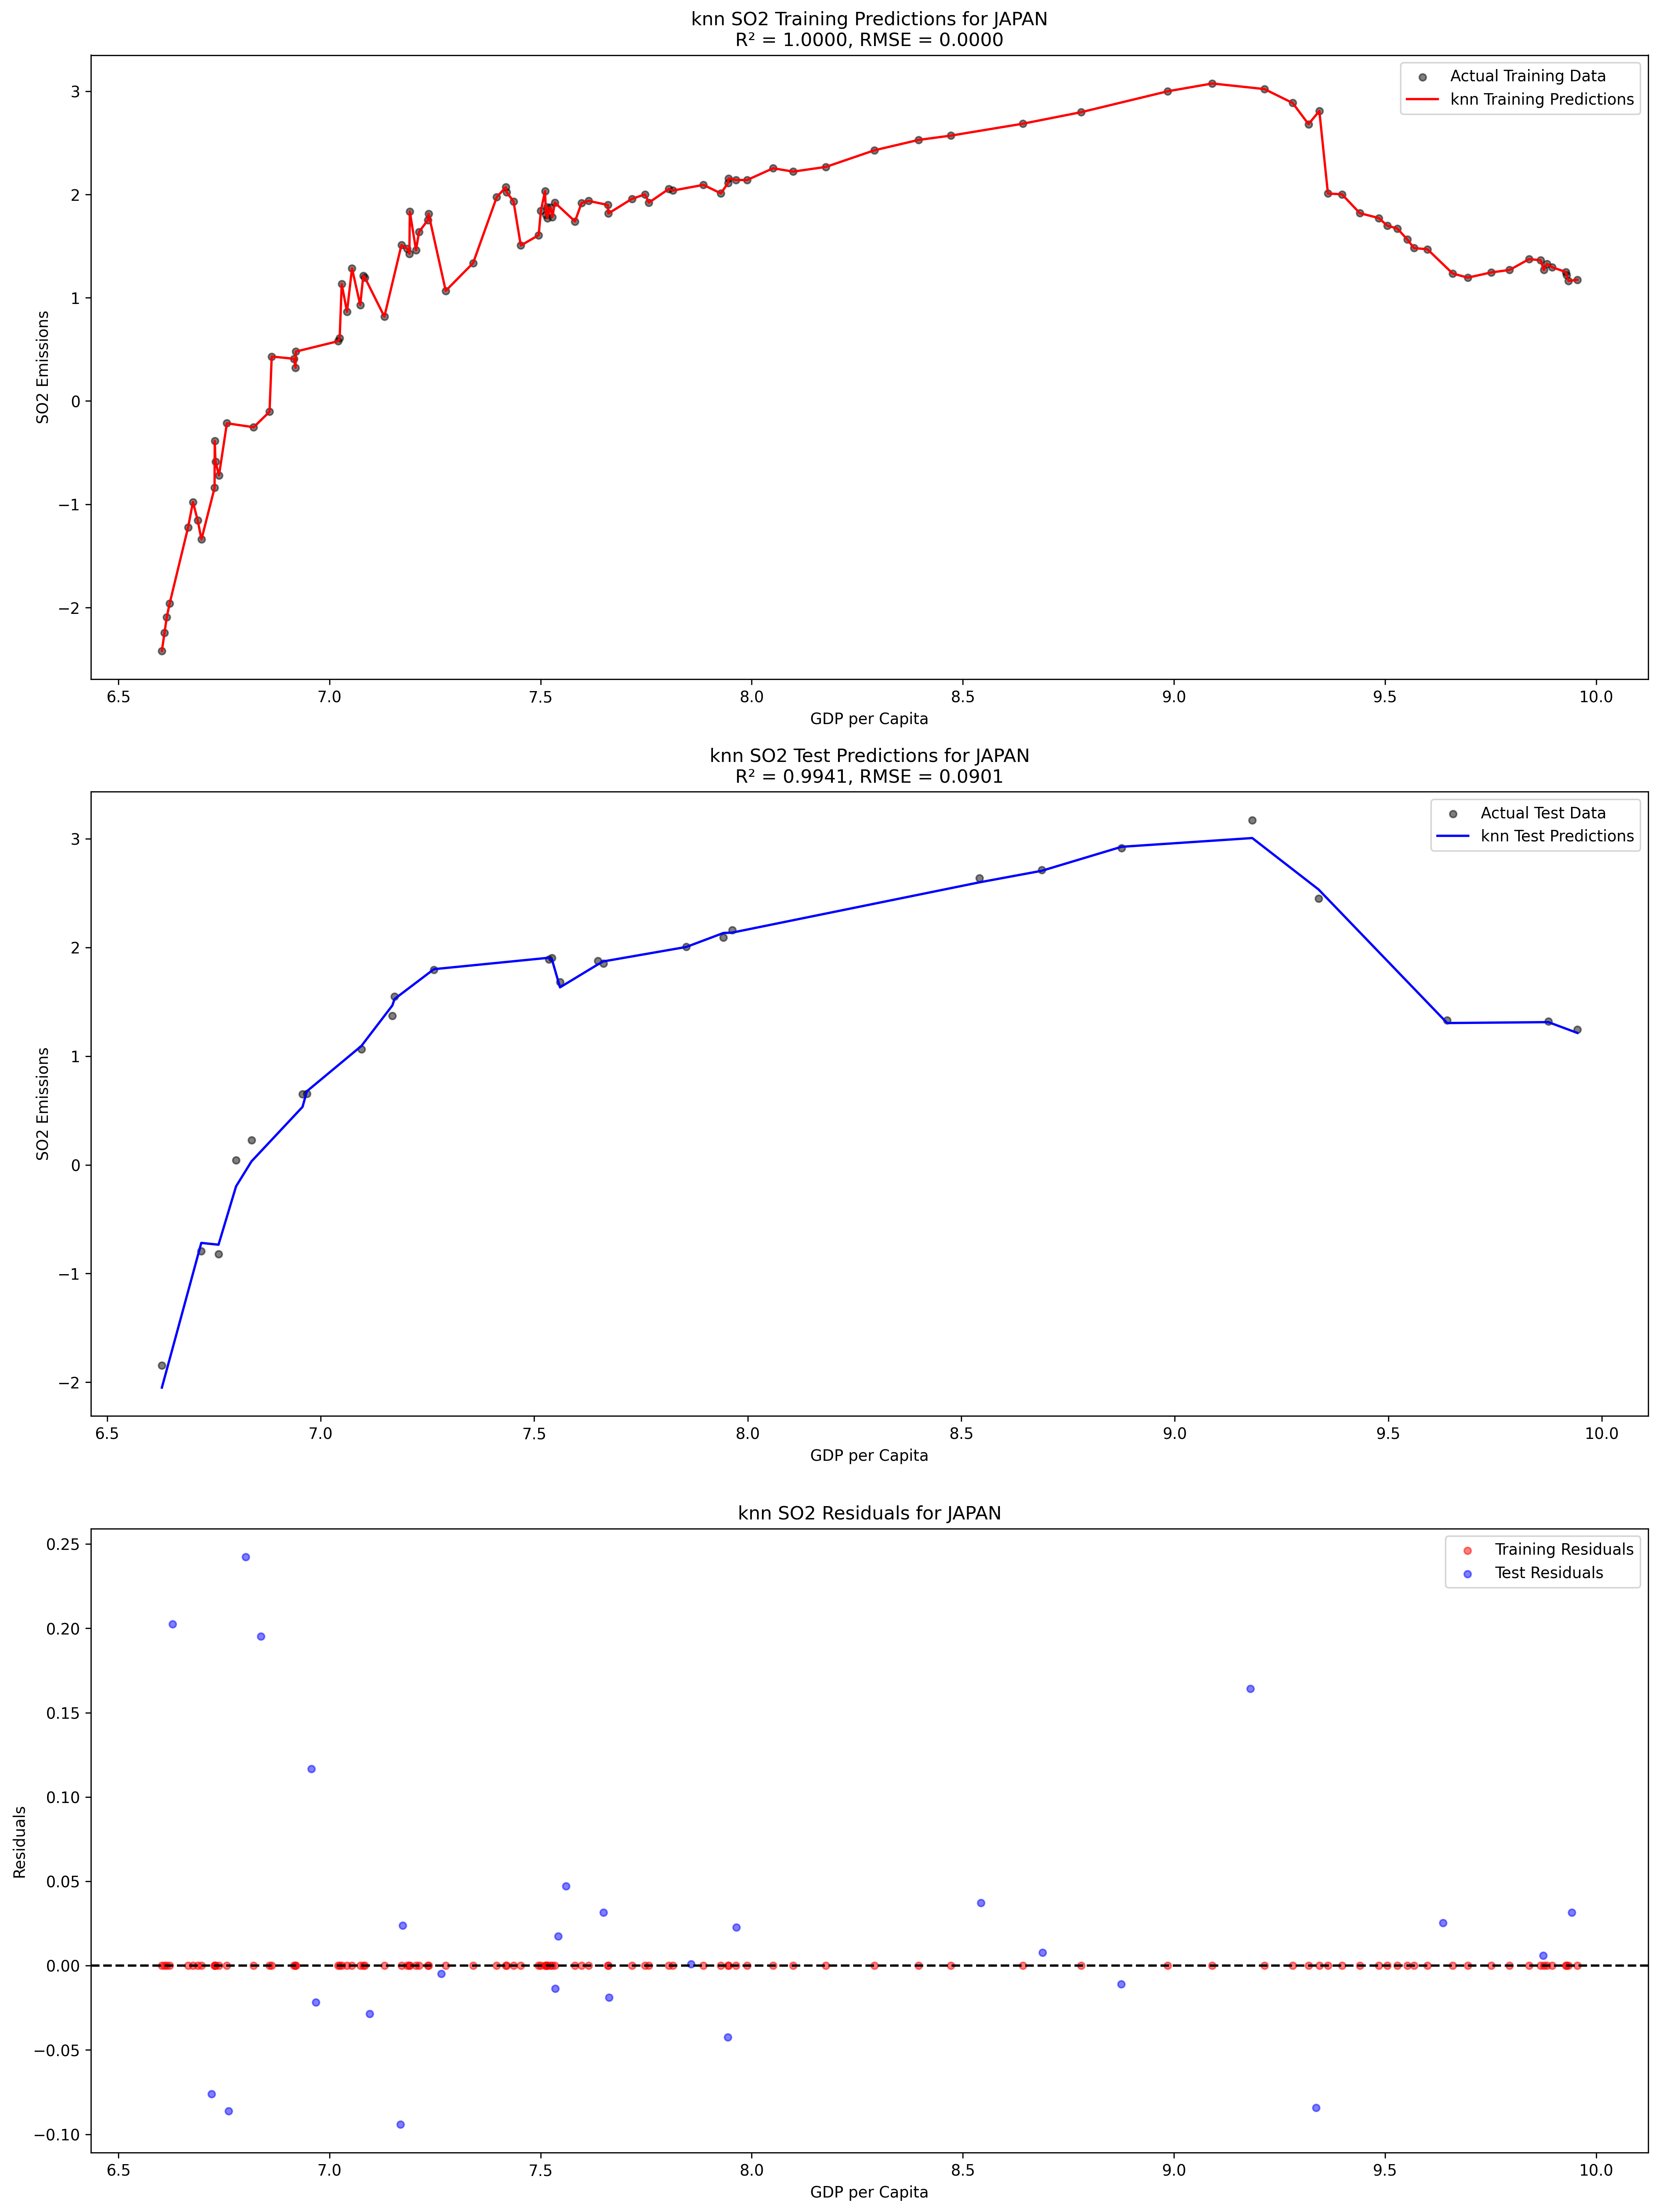 knn SO2 Training Predictions for JAPAN
R² = 1.0000, RMSE = 0.0000
Actual Training Data
knn Training Predictions
3
2
1
0
−1
−2
SO2 Emissions
6.5 7.0 7.5 8.0 8.5 9.0 9.5 10.0
GDP per Capita
knn SO2 Test Predictions for JAPAN
R² = 0.9941, RMSE = 0.0901
Actual Test Data
knn Test Predictions
3
2
1
0
−1
−2
SO2 Emissions
6.5 7.0 7.5 8.0 8.5 9.0 9.5 10.0
GDP per Capita
knn SO2 Residuals for JAPAN
Training Residuals
Test Residuals
0.25
0.20
0.15
0.10
0.05
0.00
−0.05
−0.10
Residuals
6.5 7.0 7.5 8.0 8.5 9.0 9.5 10.0
GDP per Capita